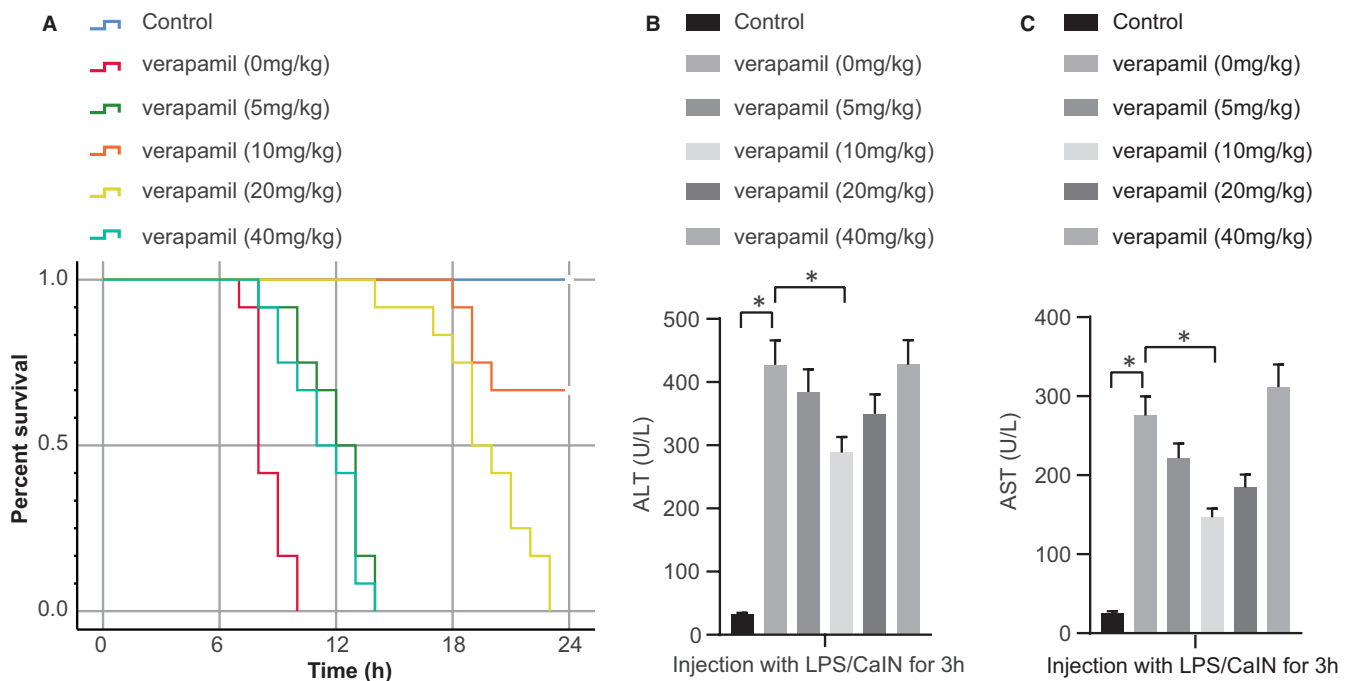 A
Control
verapamil (0mg/kg)
verapamil (5mg/kg)
verapamil (10mg/kg)
verapamil (20mg/kg)
verapamil (40mg/kg)
Percent survival
1.0
0.5
0.0
0 6 12 18 24
Time (h)
B
Control
verapamil (0mg/kg)
verapamil (5mg/kg)
verapamil (10mg/kg)
verapamil (20mg/kg)
verapamil (40mg/kg)
ALT (U/L)
500
400
300
200
100
0
*
*
Injection with LPS/CalN for 3h
C
Control
verapamil (0mg/kg)
verapamil (5mg/kg)
verapamil (10mg/kg)
verapamil (20mg/kg)
verapamil (40mg/kg)
AST (U/L)
400
300
200
100
0
*
*
Injection with LPS/CalN for 3h